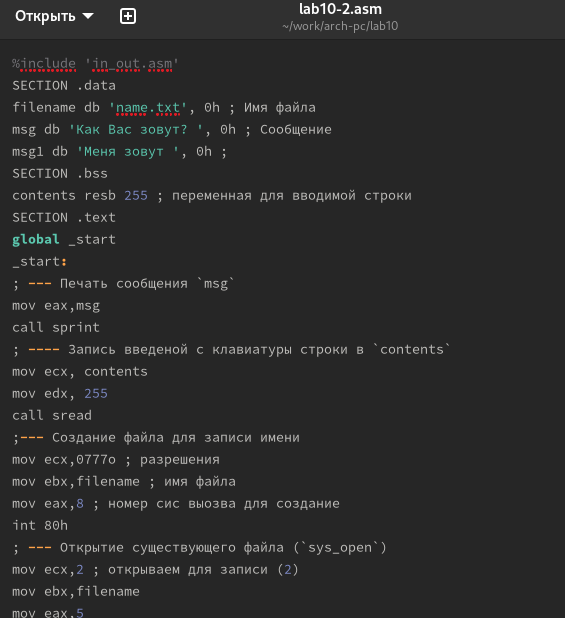 Открыть
lab10-2.asm
~/work/arch-pc/lab10
%include 'in_out.asm'
SECTION .data
filename db 'name.txt', 0h ; Имя файла
msg db 'Как Вас зовут? ', 0h ; Сообщение
msg1 db 'Меня зовут ', 0h ;
SECTION .bss
contents resb 255 ; переменная для вводимой строки
SECTION .text
global _start
_start:
; --- Печать сообщения `msg`
mov eax,msg
call sprint
; ---- Запись введеной с клавиатуры строки в `contents`
mov ecx, contents
mov edx, 255
call sread
;--- Создание файла для записи имени
mov ecx,0777o ; разрешения
mov ebx,filename ; имя файла
mov eax,8 ; номер сис выозва для создание
int 80h
; --- Открытие существующего файла (`sys_open`)
mov ecx,2 ; открываем для записи (2)
mov ebx,filename
mov eax,5